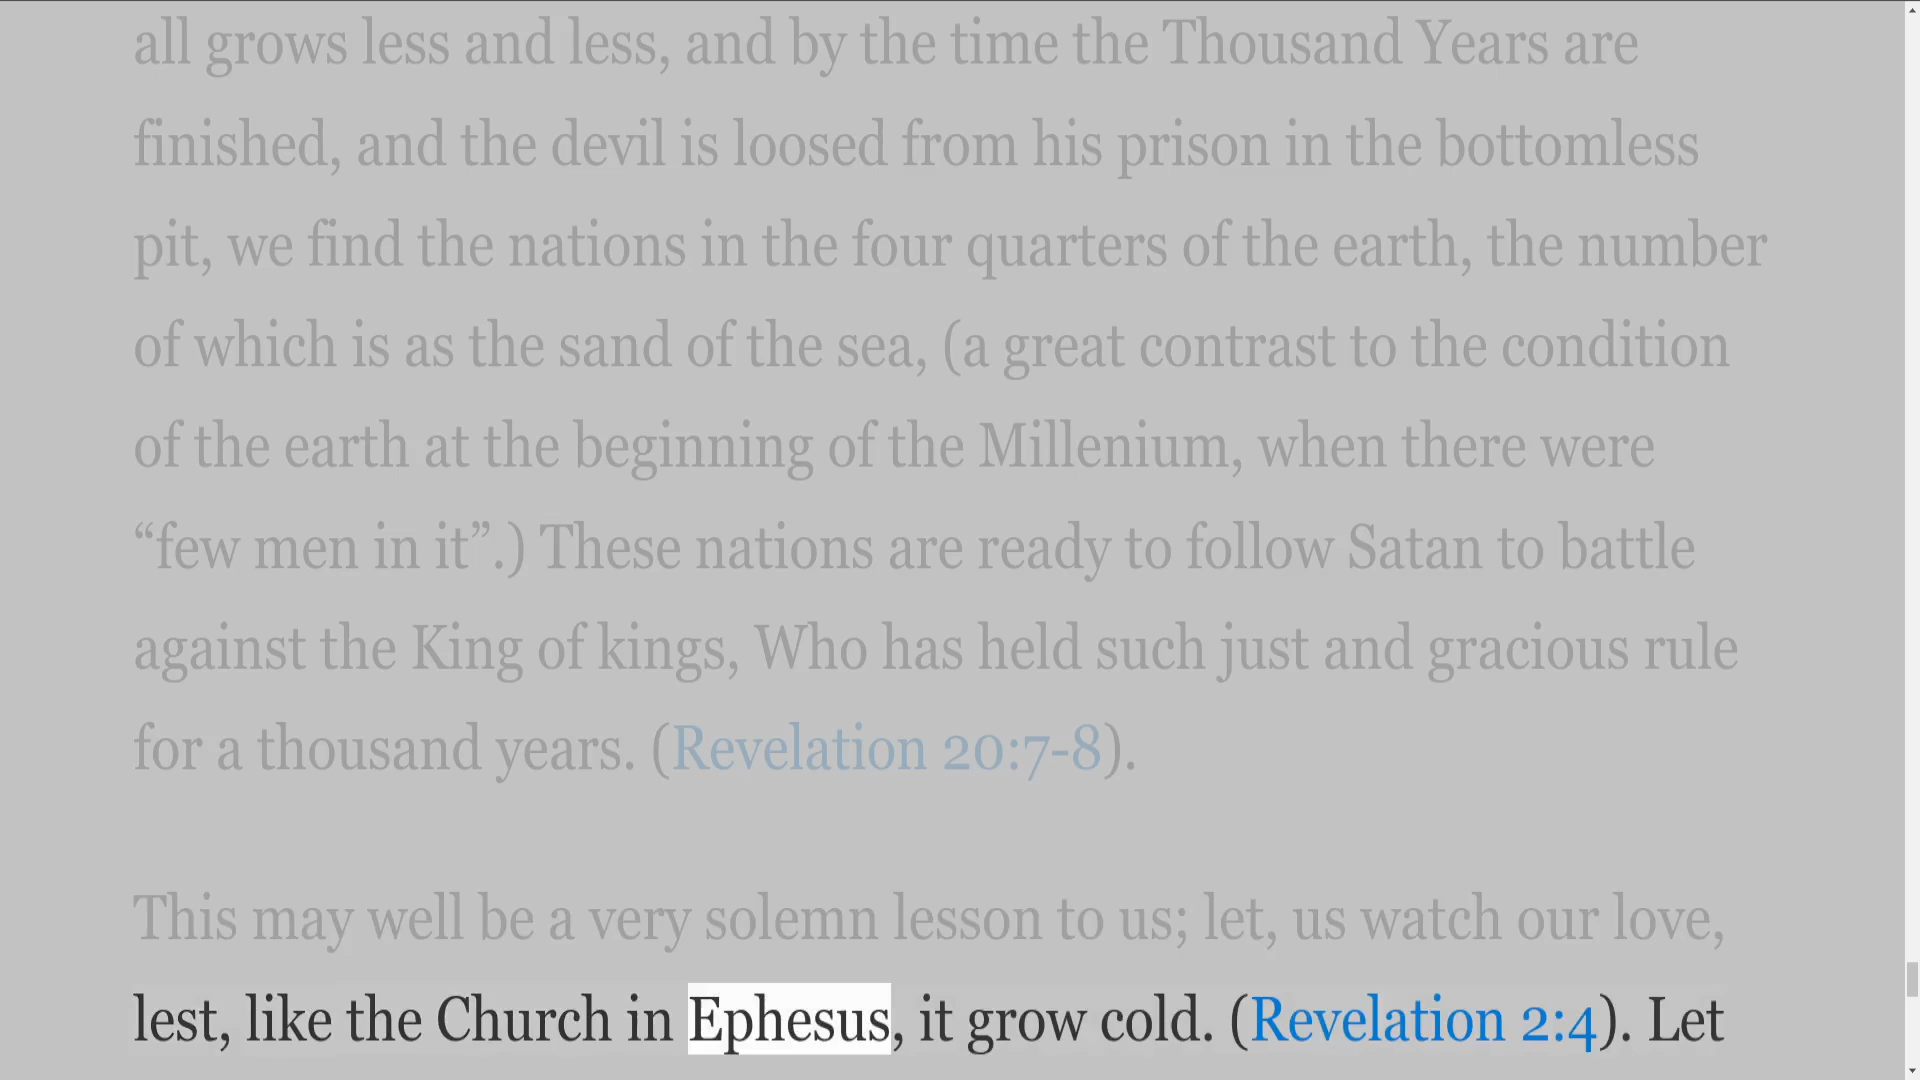 all grows less and less, and by the time the Thousand Years are
finished, and the devil is loosed from his prison in the bottomless
pit, we find the nations in the four quarters of the earth, the number
of which is as the sand of the sea, (a great contrast to the condition
of the earth at the beginning of the Millenium, when there were
“few men in it”.) These nations are ready to follow Satan to battle
against the King of kings, Who has held such just and gracious rule
for a thousand years. (Revelation 20:7-8).
This may well be a very solemn lesson to us; let, us watch our love,
lest, like the Church in Ephesus, it grow cold. (Revelation 2:4). Let